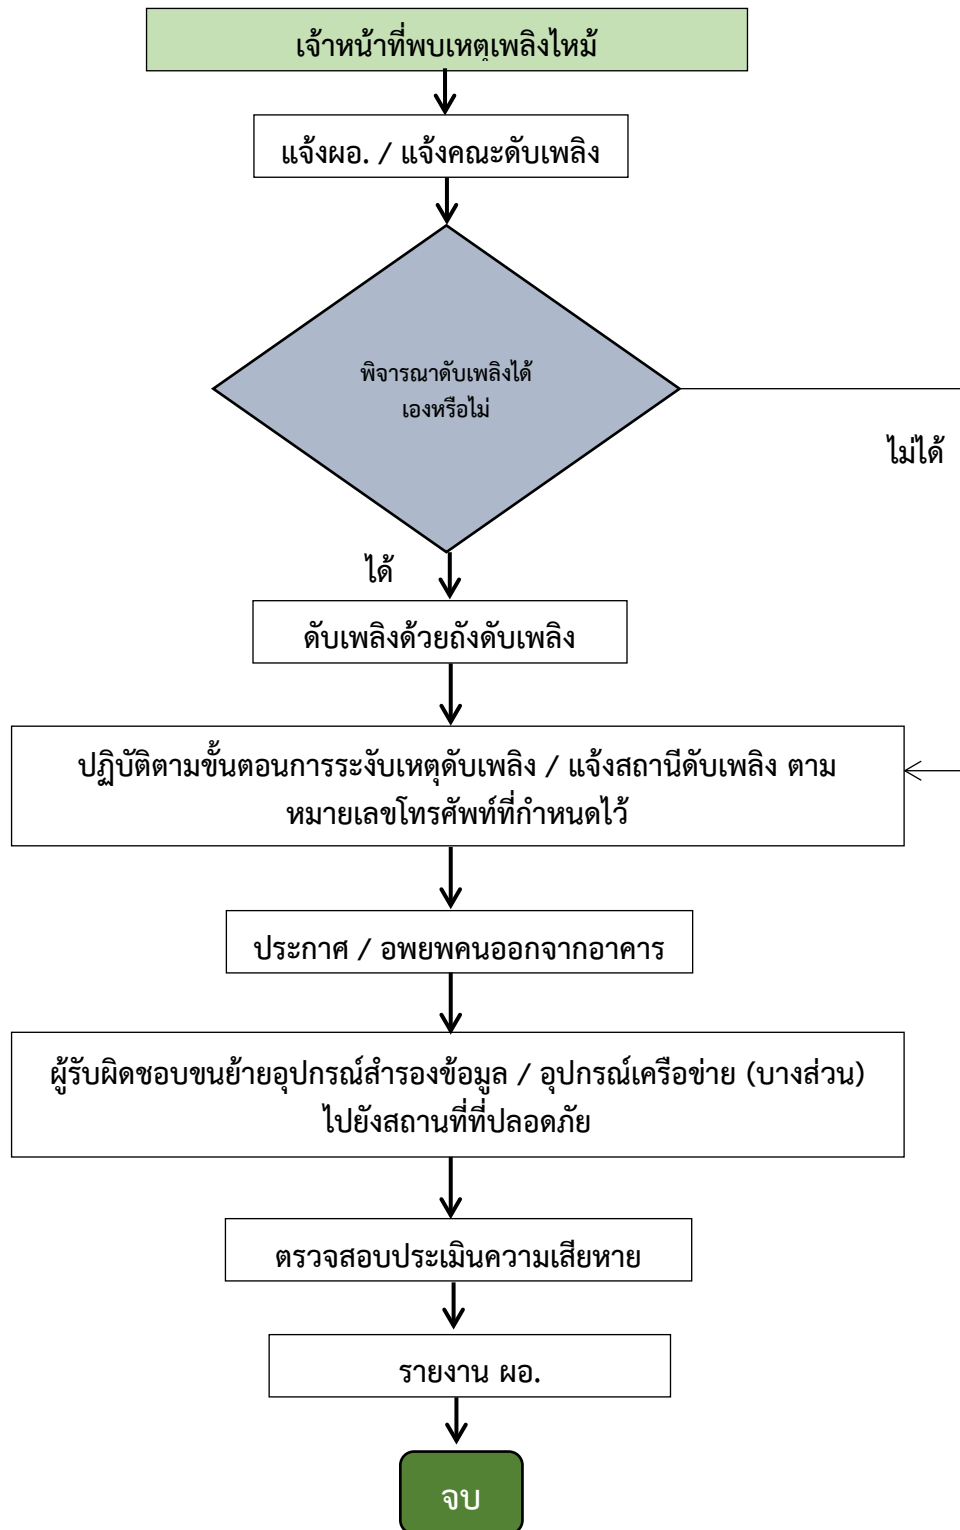 เจ้าหน้าที่พบเหตุเพลิงไหม้
แจ้งผอ. / แจ้งคณะดับเพลิง
พิจารณาดับเพลิงได้
เองหรือไม่
ไม่ได้
ได้
ดับเพลิงด้วยถังดับเพลิง
ปฏิบัติตามขั้นตอนการระงับเหตุดับเพลิง / แจ้งสถานีดับเพลิง ตาม
หมายเลขโทรศัพท์ที่กำหนดไว้
ประกาศ / อพยพคนออกจากอาคาร
ผู้รับผิดชอบขนย้ายอุปกรณ์สำรองข้อมูล / อุปกรณ์เครือข่าย (บางส่วน)
ไปยังสถานที่ที่ปลอดภัย
ตรวจสอบประเมินความเสียหาย
รายงาน ผอ.
จบ